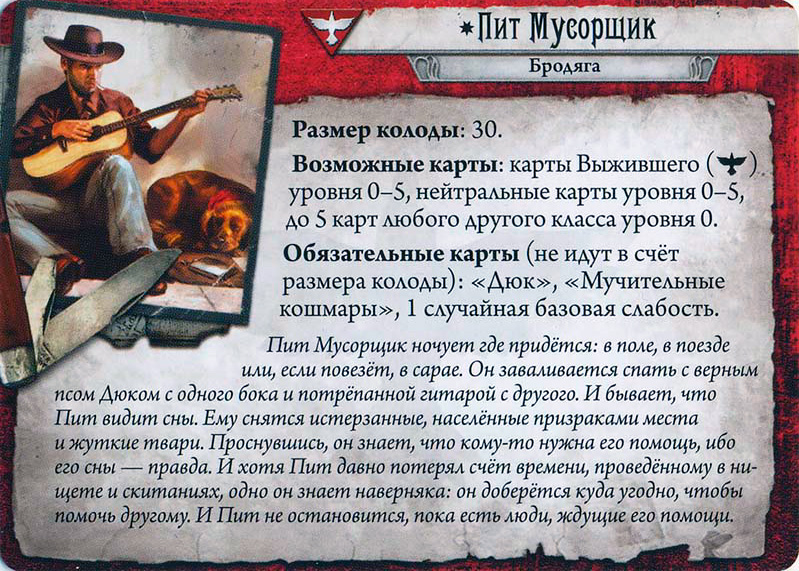 ✷Пит Мусорщик
Бродяга
Размер колоды: 30.
Возможные карты: карты Выжившего ( )
уровня 0–5, нейтральные карты уровня 0–5,
до 5 карт любого другого класса уровня 0.
Обязательные карты (не идут в счёт
размера колоды): «Дюк», «Мучительные
кошмары», 1 случайная базовая слабость.
Пит Мусорщик ночует где придётся: в поле, в поезде
или, если повезёт, в сарае. Он заваливается спать с верным
псом Дюком с одного бока и потрёпанной гитарой с другого. И бывает, что
Пит видит сны. Ему снятся истерзанные, населённые призраками места
и жуткие твари. Проснувшись, он знает, что кому-то нужна его помощь, ибо
его сны — правда. И хотя Пит давно потерял счёт времени, проведённому в ни-
щете и скитаниях, одно он знает наверняка: он доберётся куда угодно, чтобы
помочь другому. И Пит не остановится, пока есть люди, ждущие его помощи.